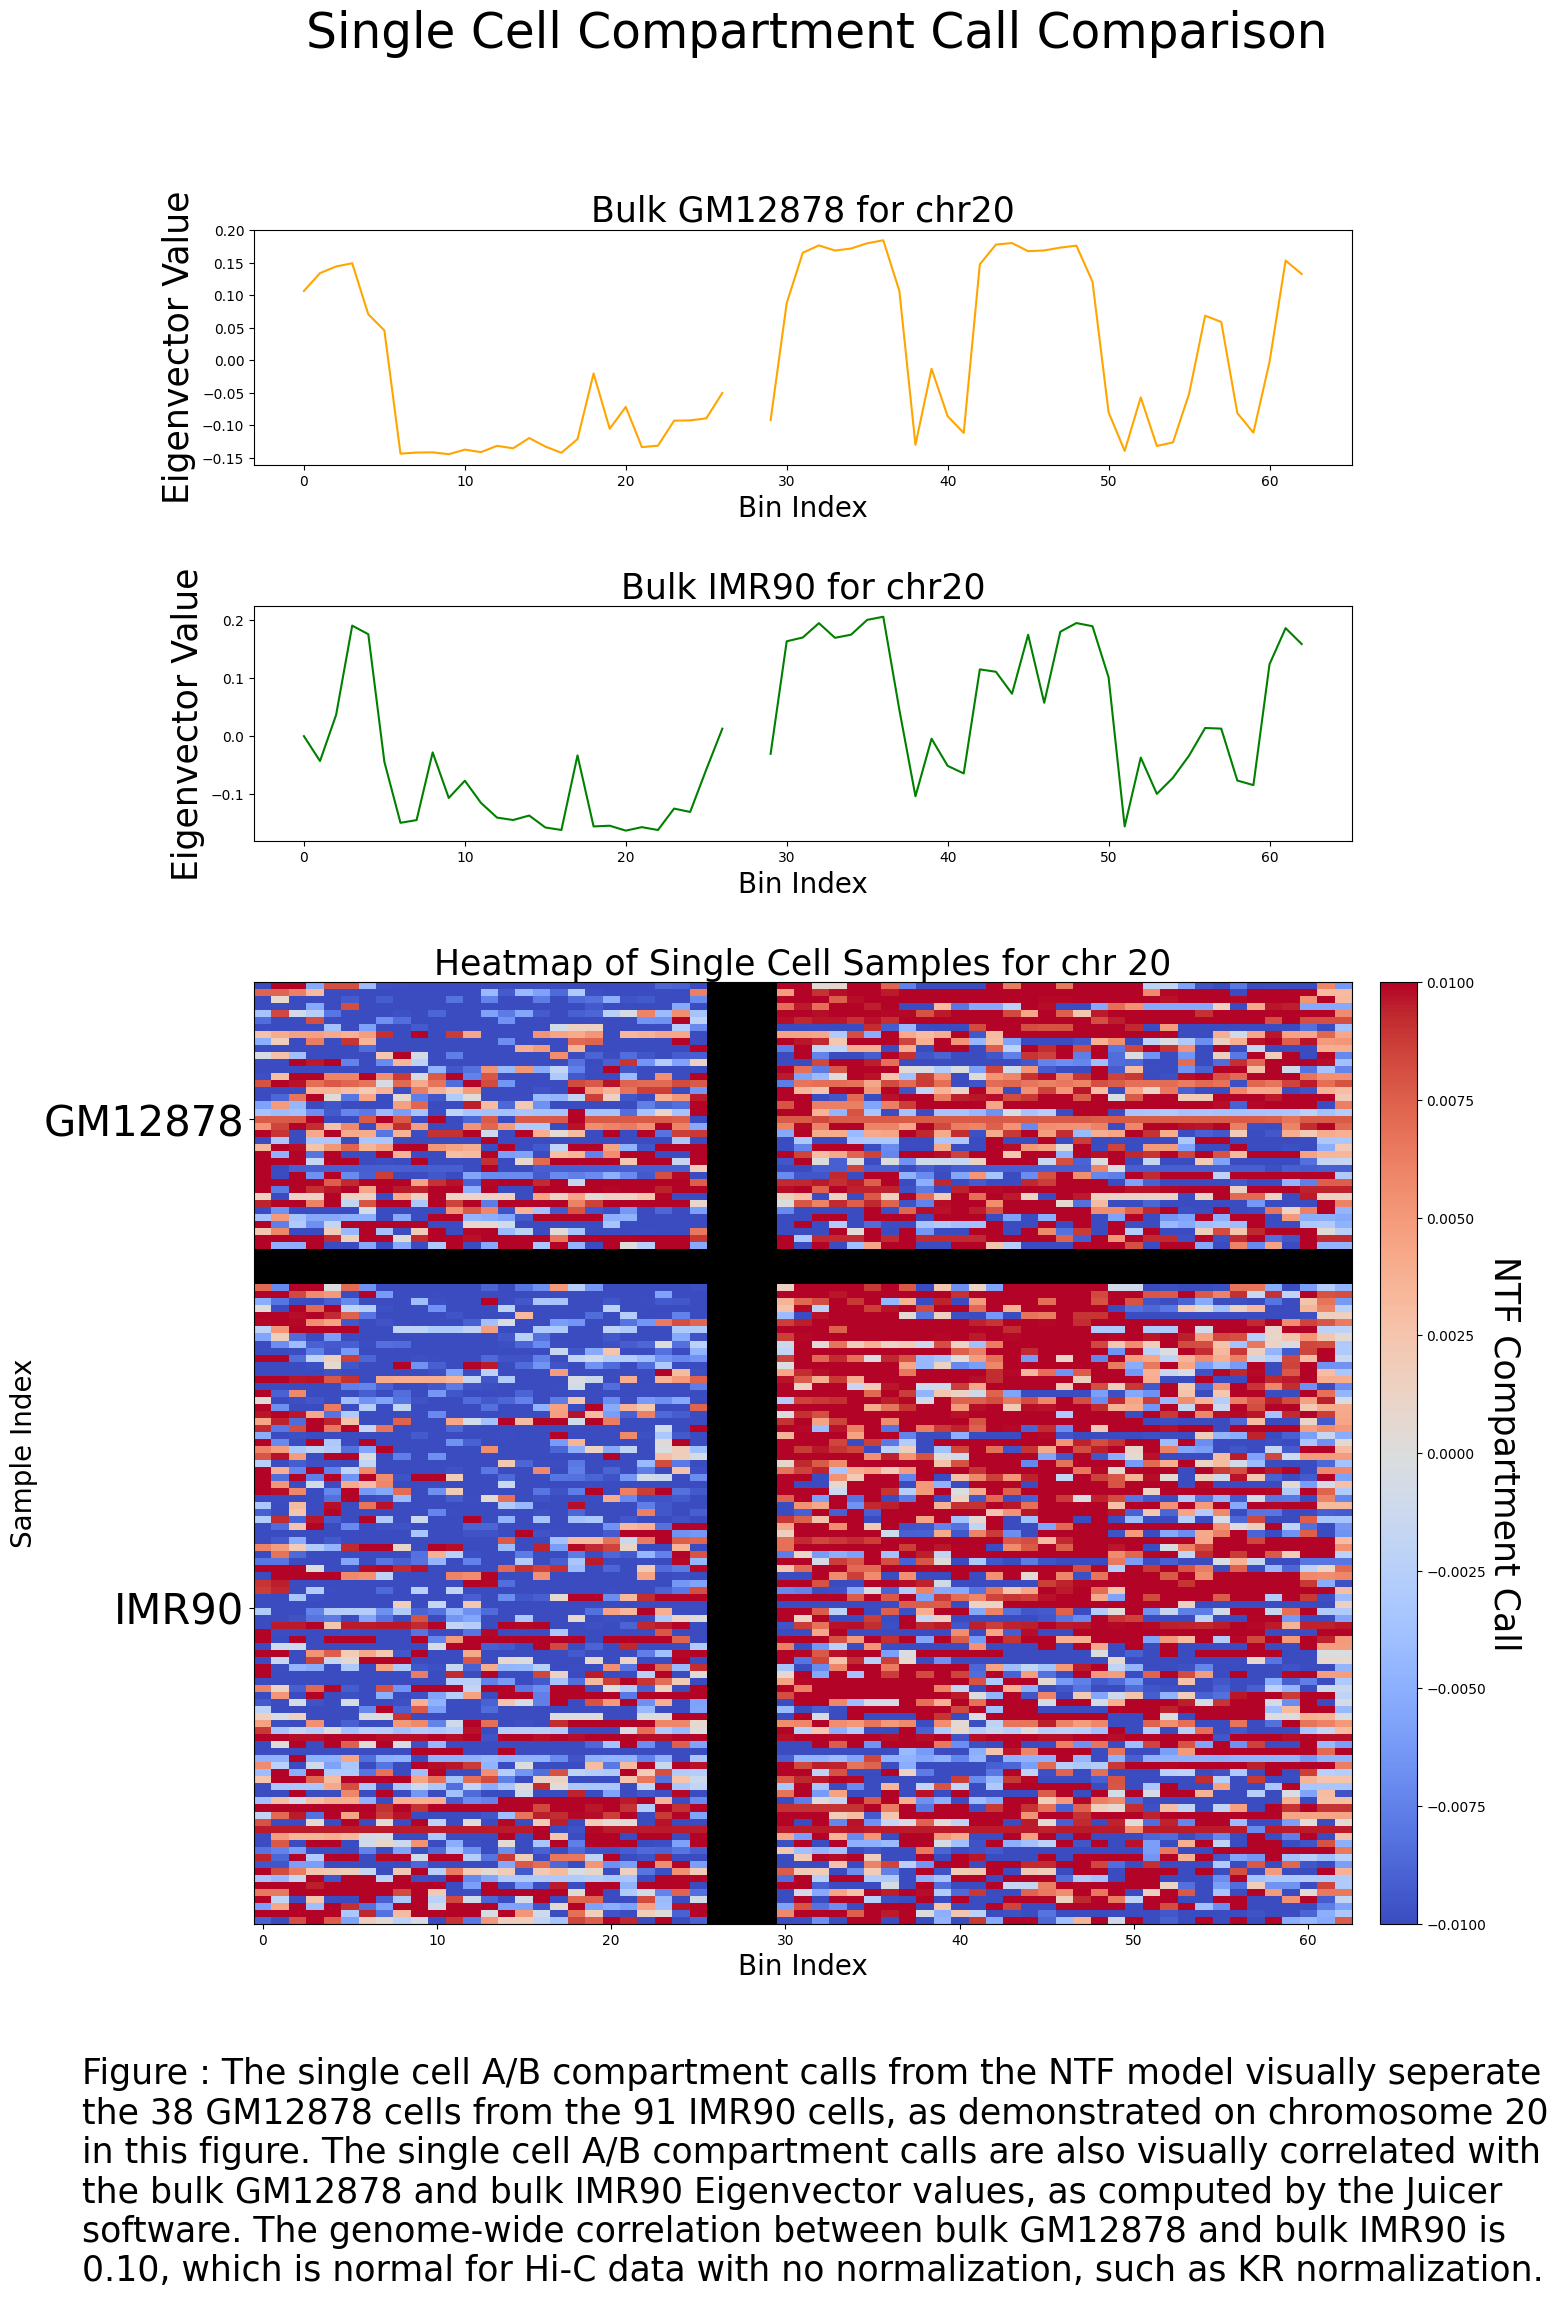 Single Cell Compartment Call Comparison
Bulk GM12878 for chr20
Eigenvector Value
0.20
0.15
0.10
0.05
0.00
−0.05
−0.10
−0.15
0 10 20 30 40 50 60
Bin Index
Bulk IMR90 for chr20
Eigenvector Value
0.2
0.1
0.0
−0.1
0 10 20 30 40 50 60
Bin Index
Heatmap of Single Cell Samples for chr 20
Sample Index
GM12878
IMR90
0 10 20 30 40 50 60
Bin Index
0.0100
0.0075
0.0050
0.0025
0.0000
−0.0025
−0.0050
−0.0075
−0.0100
NTF Compartment Call
Figure : The single cell A/B compartment calls from the NTF model visually seperate
the 38 GM12878 cells from the 91 IMR90 cells, as demonstrated on chromosome 20
in this figure. The single cell A/B compartment calls are also visually correlated with
the bulk GM12878 and bulk IMR90 Eigenvector values, as computed by the Juicer
software. The genome-wide correlation between bulk GM12878 and bulk IMR90 is
0.10, which is normal for Hi-C data with no normalization, such as KR normalization.